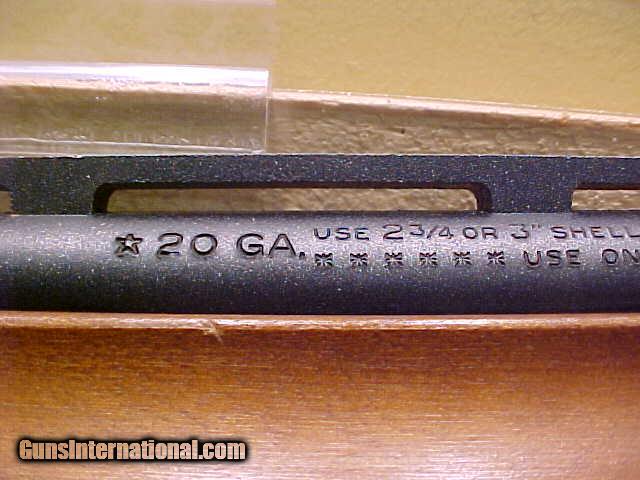 ☆ 20 GA. USE 2 3/4 OR 3" SHELL
****** USE ON
GunsInternational.com